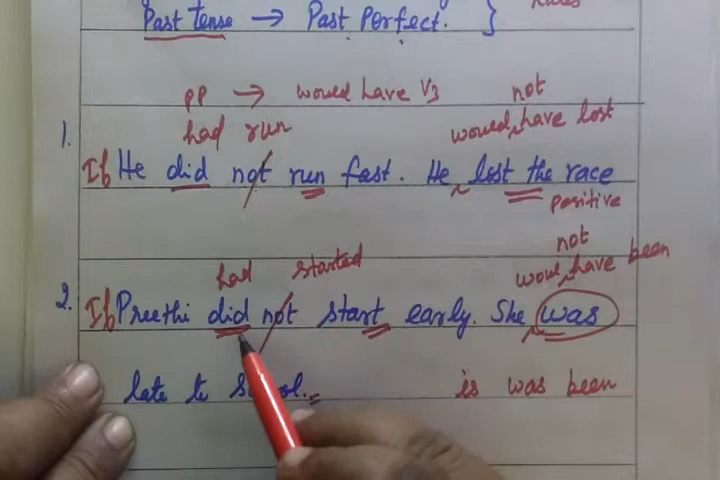 Rules
Past tense → Past Perfect. }
PP → would have V3 not
had run would, have lost
1. If He did not run fast. He lost the race
positive
not
had started woul, have been
2. If Preethi did not start early. She was
late to is was been